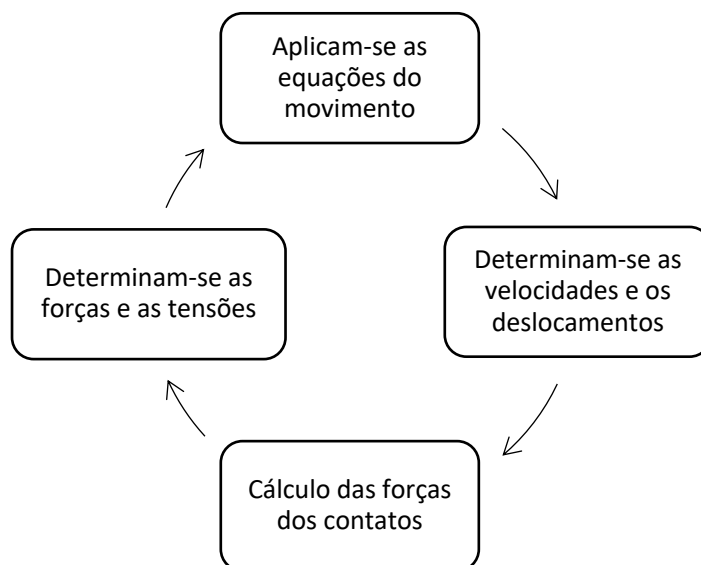 Aplicam-se as
equações do
movimento
Determinam-se as
velocidades e os
deslocamentos
Cálculo das forças
dos contatos
Determinam-se as
forças e as tensões